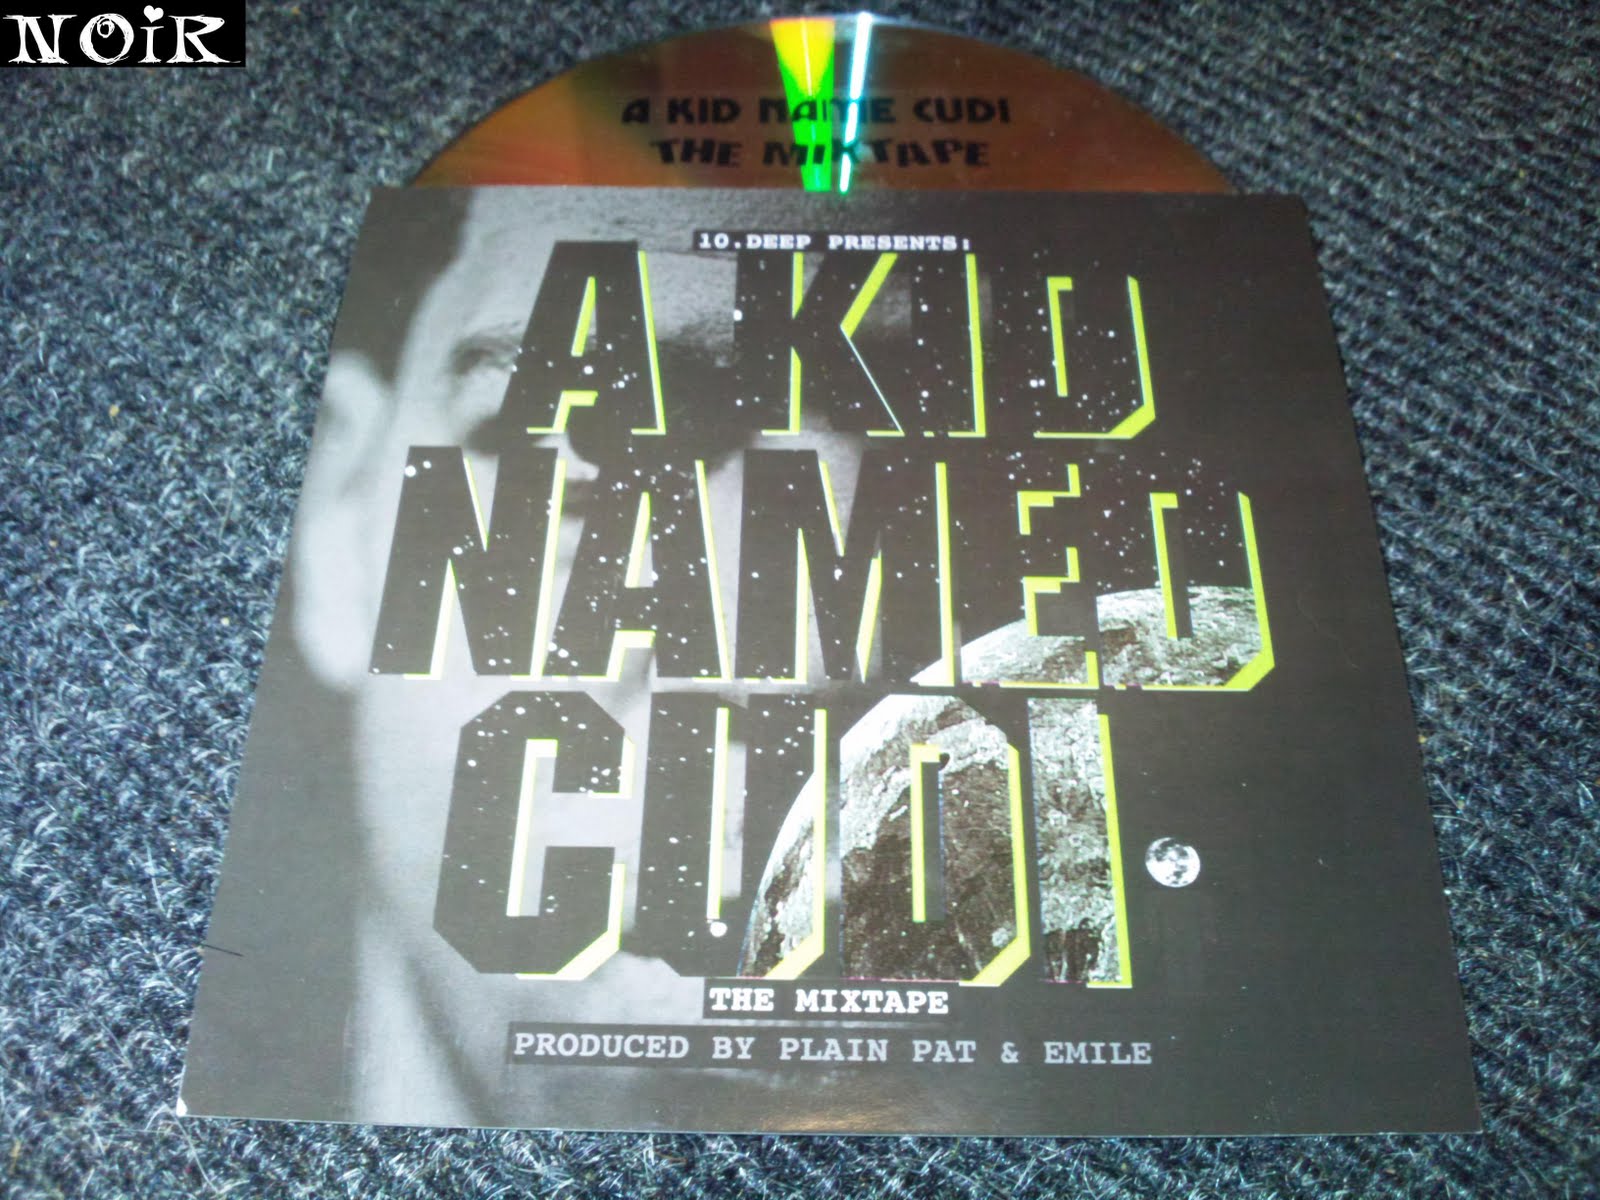 NOiR
A KID NAME CUDI
THE MIXTAPE
10.DEEP PRESENTS:
A KID
NAMED
CUDI
THE MIXTAPE
PRODUCED BY PLAIN PAT & EMILE